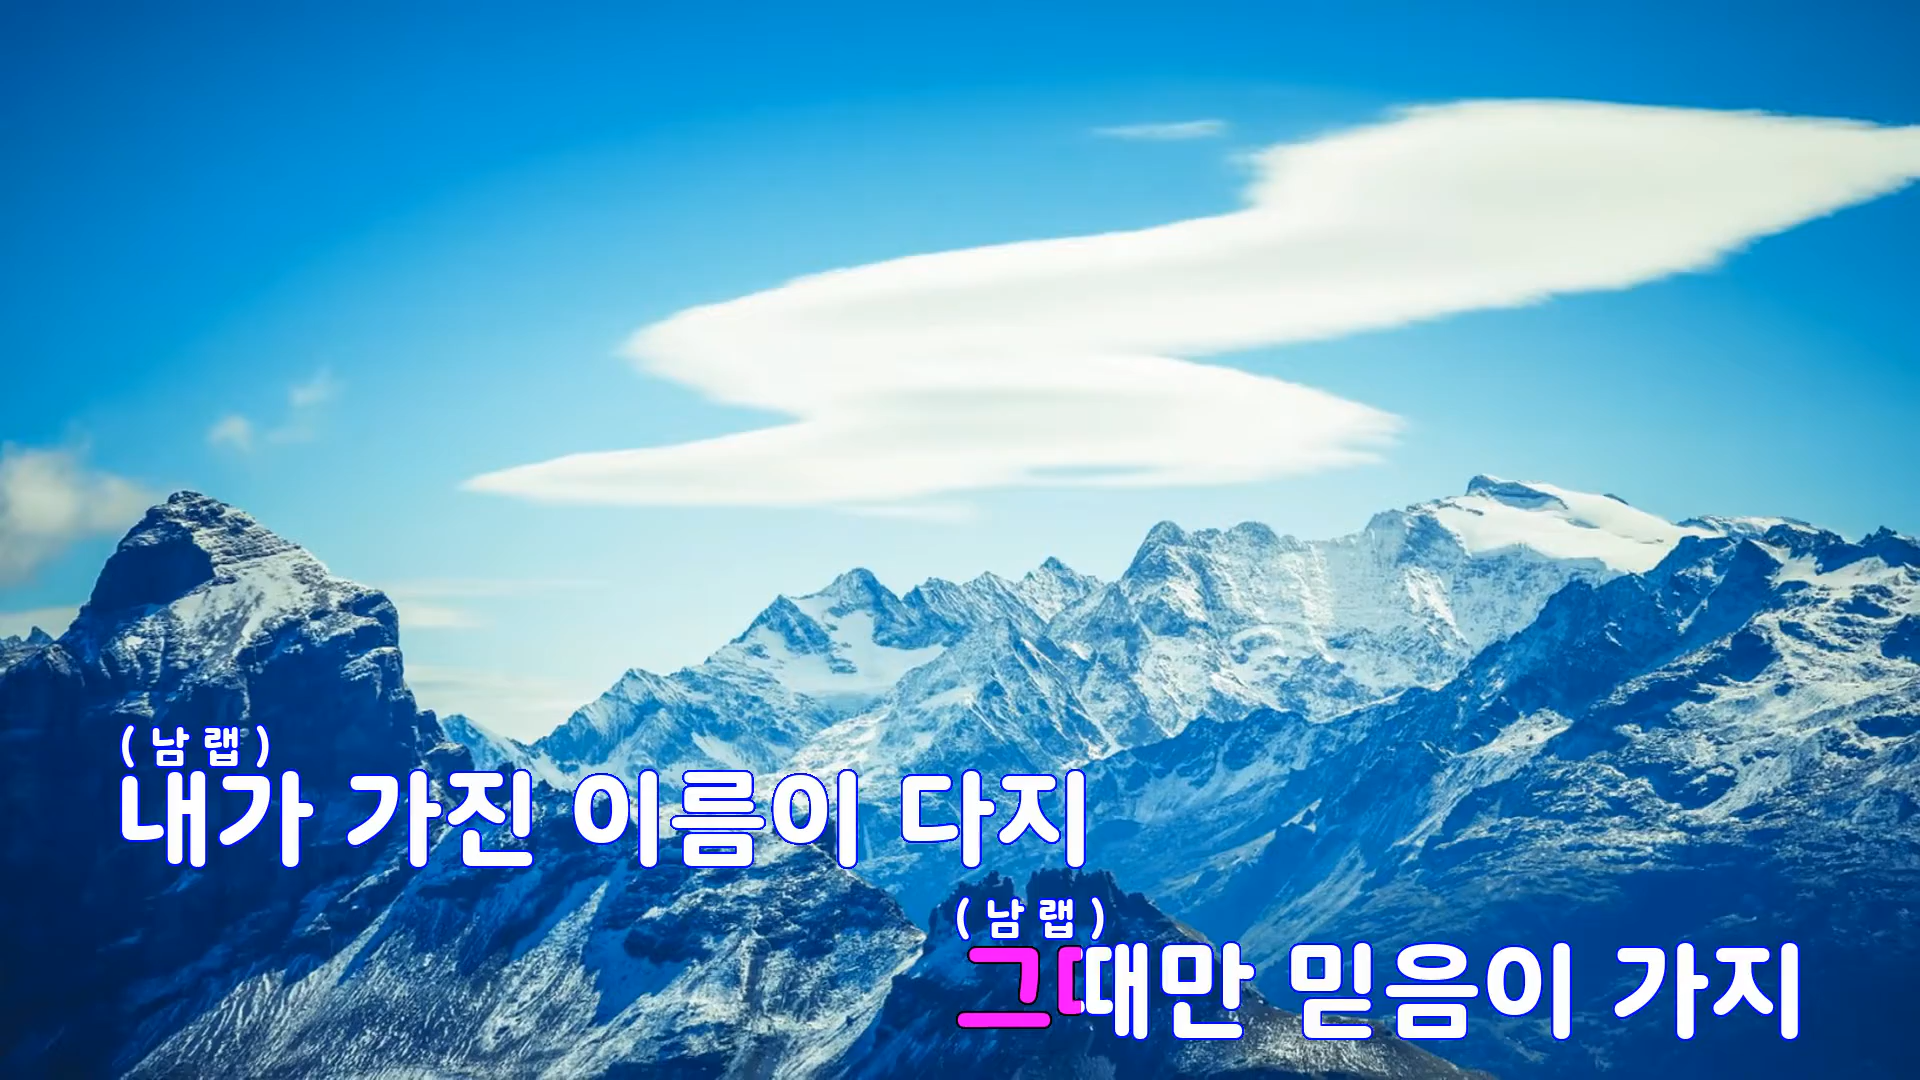 ( 남 랩 )
내가 가진 이름이 다지
( 남 랩 )
그때만 믿음이 가지